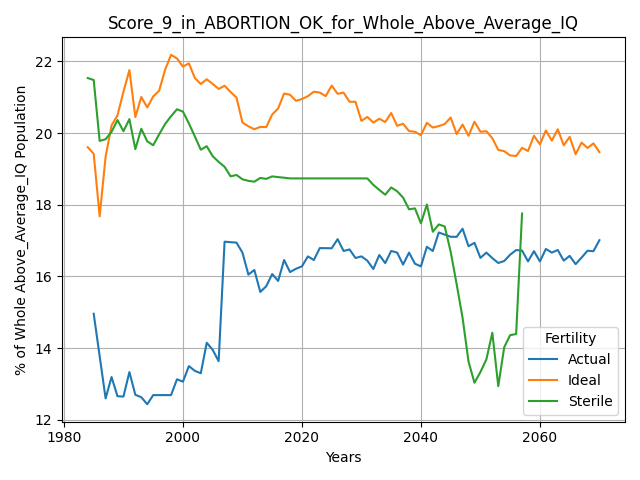 Score_9_in_ABORTION_OK_for_Whole_Above_Average_IQ
% of Whole Above_Average_IQ Population
22
20
18
16
14
12
1980
2000
2020
2040
2060
Years
Fertility
Actual
Ideal
Sterile